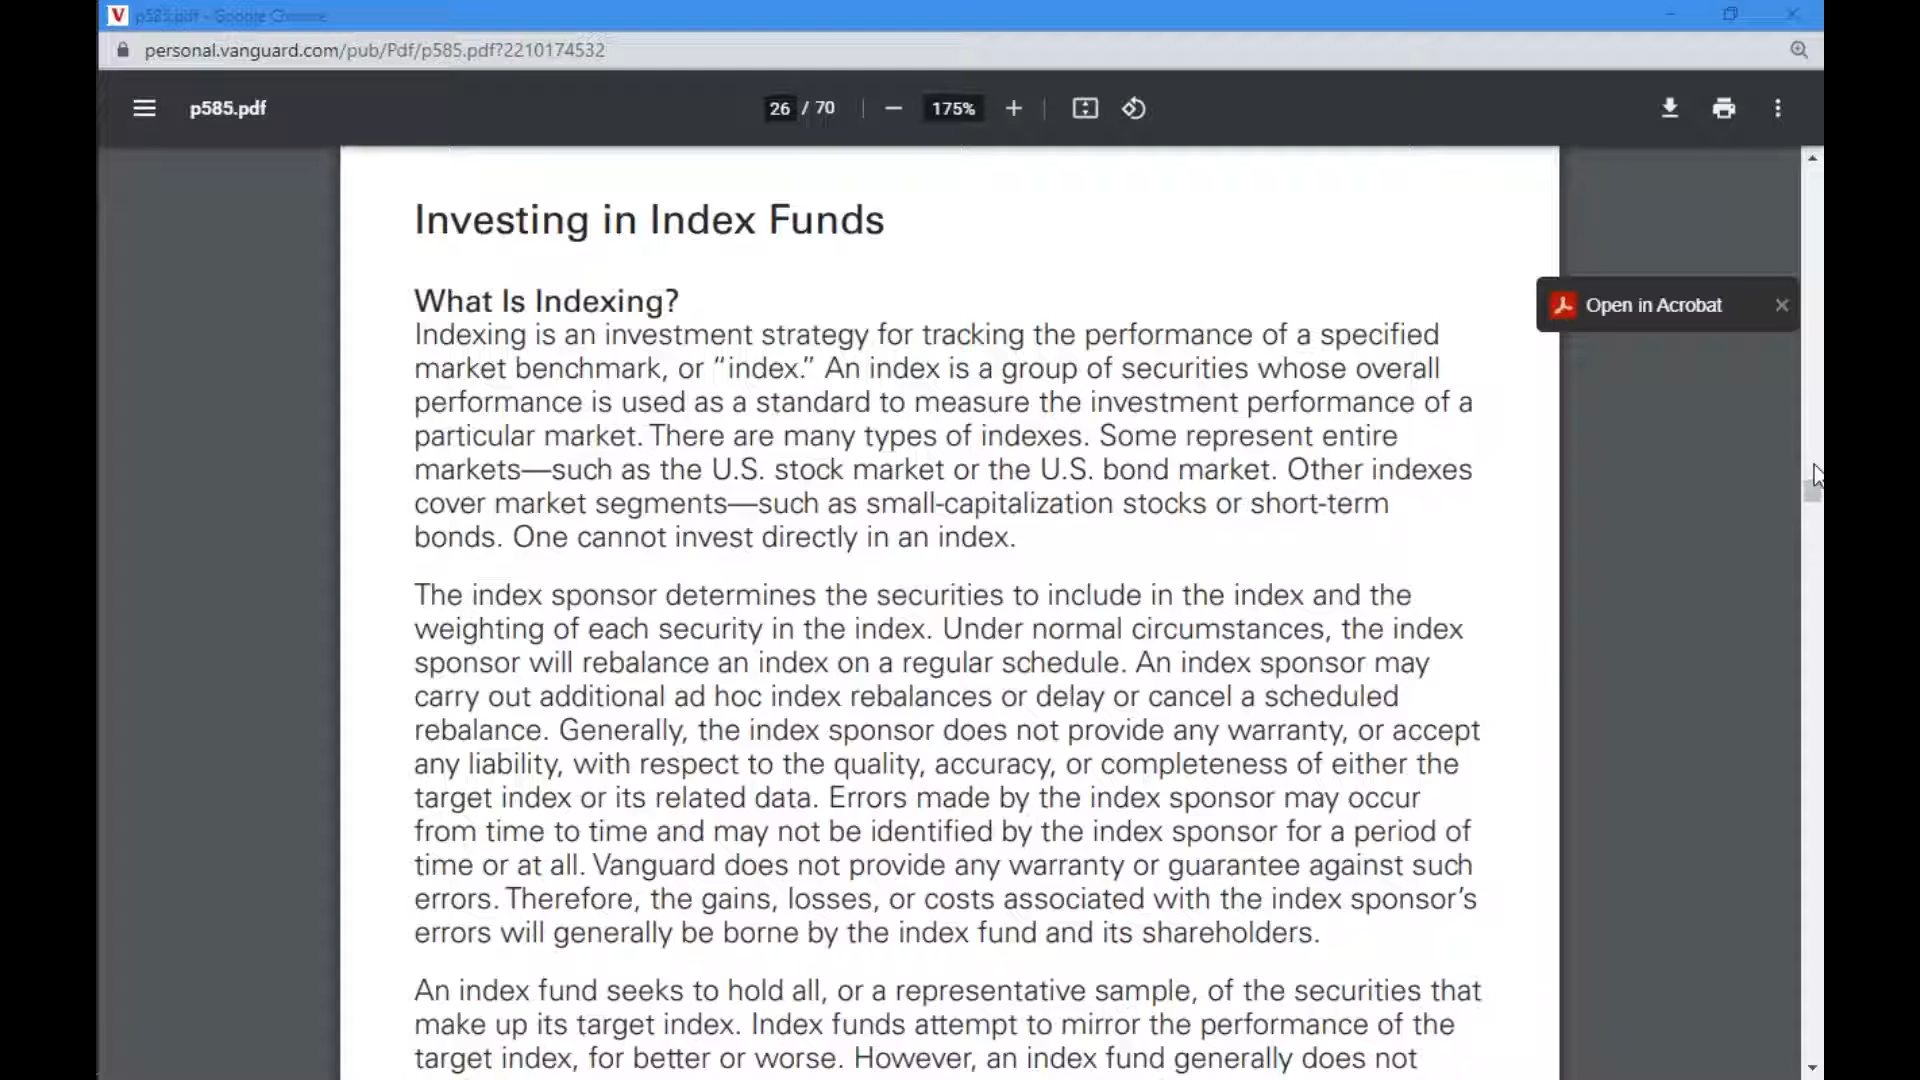 p585.pdf - Google Chrome
personal.vanguard.com/pub/Pdf/p585.pdf?2210174532
p585.pdf
26 / 70
175%
Investing in Index Funds
Open in Acrobat
What Is Indexing?
Indexing is an investment strategy for tracking the performance of a specified
market benchmark, or “index.” An index is a group of securities whose overall
performance is used as a standard to measure the investment performance of a
particular market. There are many types of indexes. Some represent entire
markets—such as the U.S. stock market or the U.S. bond market. Other indexes
cover market segments—such as small-capitalization stocks or short-term
bonds. One cannot invest directly in an index.
The index sponsor determines the securities to include in the index and the
weighting of each security in the index. Under normal circumstances, the index
sponsor will rebalance an index on a regular schedule. An index sponsor may
carry out additional ad hoc index rebalances or delay or cancel a scheduled
rebalance. Generally, the index sponsor does not provide any warranty, or accept
any liability, with respect to the quality, accuracy, or completeness of either the
target index or its related data. Errors made by the index sponsor may occur
from time to time and may not be identified by the index sponsor for a period of
time or at all. Vanguard does not provide any warranty or guarantee against such
errors. Therefore, the gains, losses, or costs associated with the index sponsor’s
errors will generally be borne by the index fund and its shareholders.
An index fund seeks to hold all, or a representative sample, of the securities that
make up its target index. Index funds attempt to mirror the performance of the
target index, for better or worse. However, an index fund generally does not